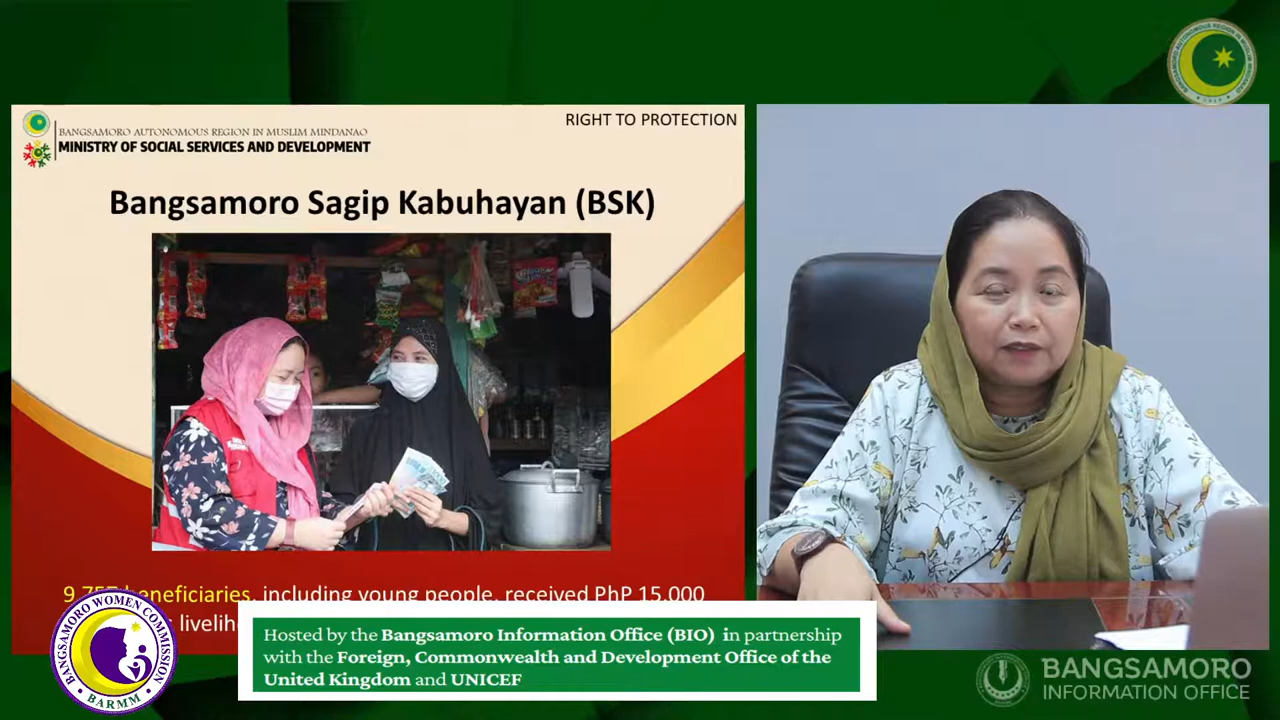 RIGHT TO PROTECTION
BANGSAMORO AUTONOMOUS REGION IN MUSLIM MINDANAO
MINISTRY OF SOCIAL SERVICES AND DEVELOPMENT
Bangsamoro Sagip Kabuhayan (BSK)
beneficiaries, including young people, received PhP 15,000
BANGSAMORO WOMEN COMMISSION
BARMM
Hosted by the Bangsamoro Information Office (BIO) in partnership
with the Foreign, Commonwealth and Development Office of the
United Kingdom and UNICEF
BANGSAMORO
INFORMATION OFFICE